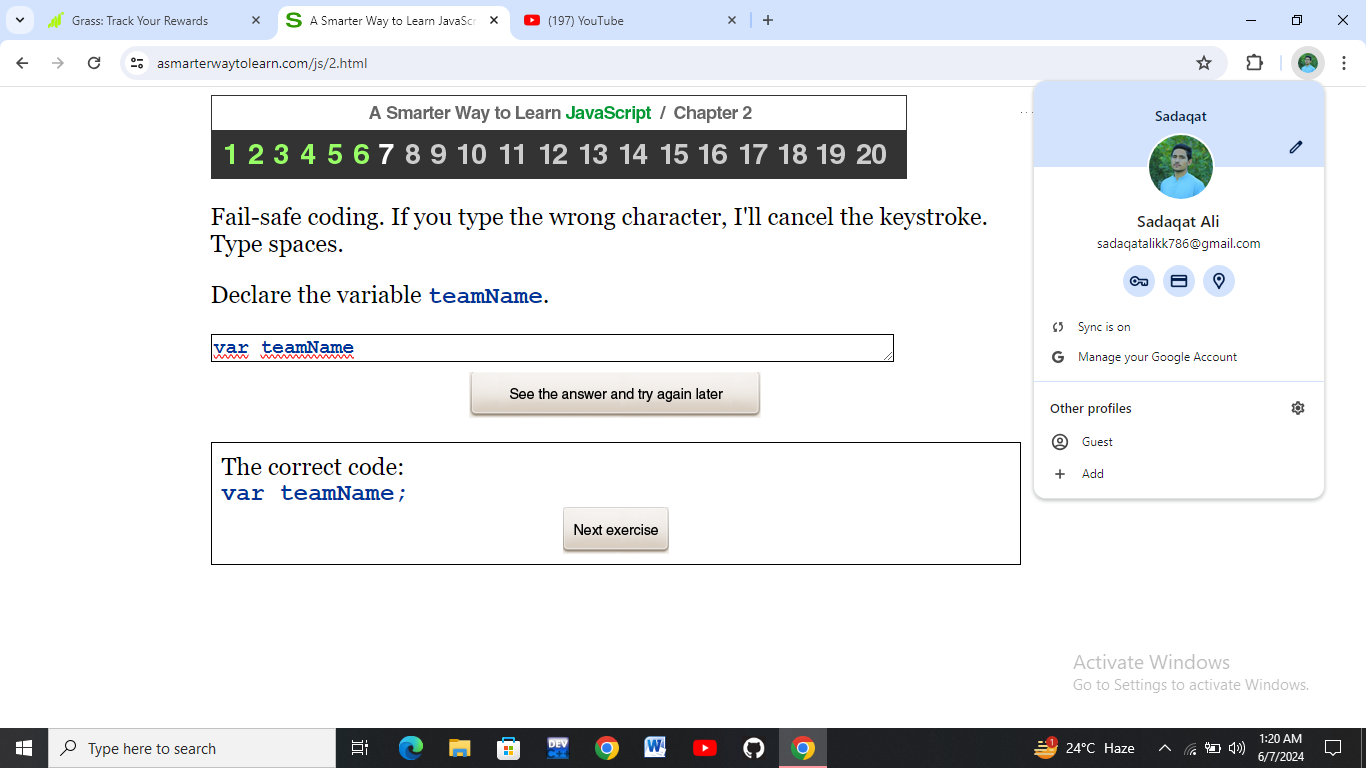 Grass: Track Your Rewards
A Smarter Way to Learn JavaScr
(197) YouTube
asmarterwaytolearn.com/js/2.html
A Smarter Way to Learn JavaScript / Chapter 2
1 2 3 4 5 6 7 8 9 10 11 12 13 14 15 16 17 18 19 20
Fail-safe coding. If you type the wrong character, I'll cancel the keystroke.
Type spaces.
Declare the variable teamName.
var teamName
See the answer and try again later
The correct code:
var teamName;
Next exercise
Sadaqat
Sadaqat Ali
sadaqatalikk786@gmail.com
Sync is on
Manage your Google Account
Other profiles
Guest
Add
Activate Windows
Go to Settings to activate Windows.
Type here to search
DEV
1
24°C Haze
1:20 AM
6/7/2024